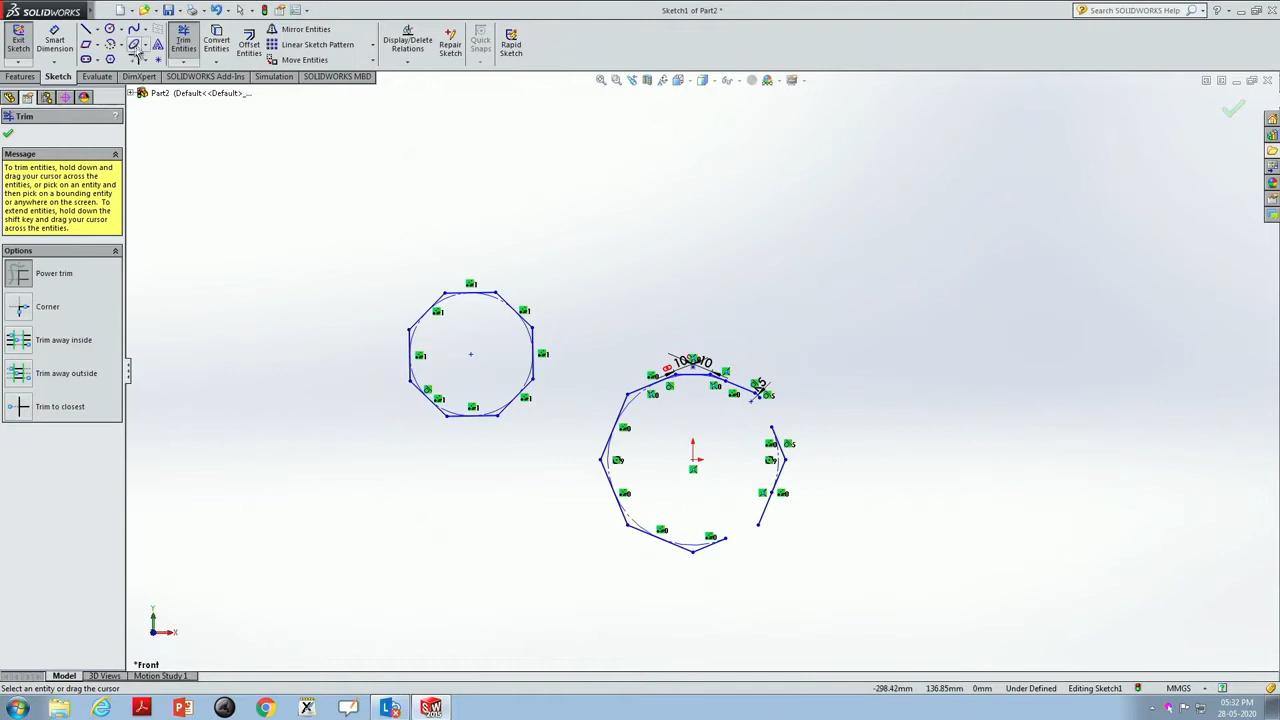 SOLIDWORKS
Sketch1 of Part2 *
Search SOLIDWORKS Help
Exit Sketch
Smart Dimension
Trim Entities
Convert Entities
Offset Entities
Mirror Entities
Linear Sketch Pattern
Move Entities
Display/Delete Relations
Repair Sketch
Quick Snaps
Rapid Sketch
Features Sketch Evaluate DimXpert SOLIDWORKS Add-Ins Simulation SOLIDWORKS MBD
Part2 (Default<<Default>_...
Trim
?
Message
To trim entities, hold down and
drag your cursor across the
entities, or pick on an entity and
then pick on a bounding entity
or anywhere on the screen. To
extend entities, hold down the
shift key and drag your cursor
across the entities.
Options
Power trim
Corner
Trim away inside
Trim away outside
Trim to closest
Y
X
*Front
Model 3D Views Motion Study 1
Select an entity or drag the cursor
-298.42mm 136.85mm 0mm Under Defined Editing Sketch1 MMGS
05:32 PM
28-05-2020